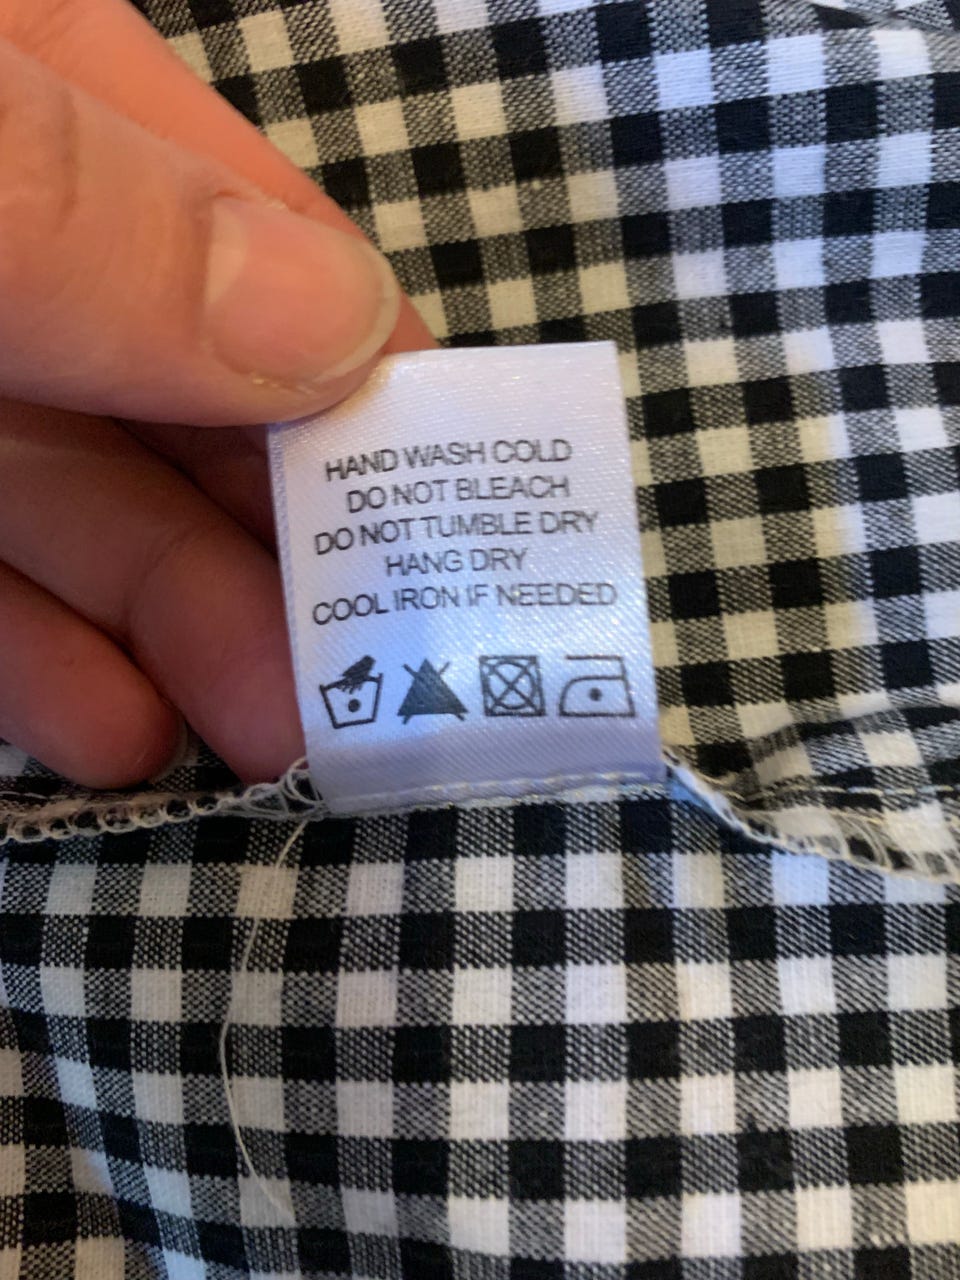 HAND WASH COLD
DO NOT BLEACH
DO NOT TUMBLE DRY
HANG DRY
COOL IRON IF NEEDED